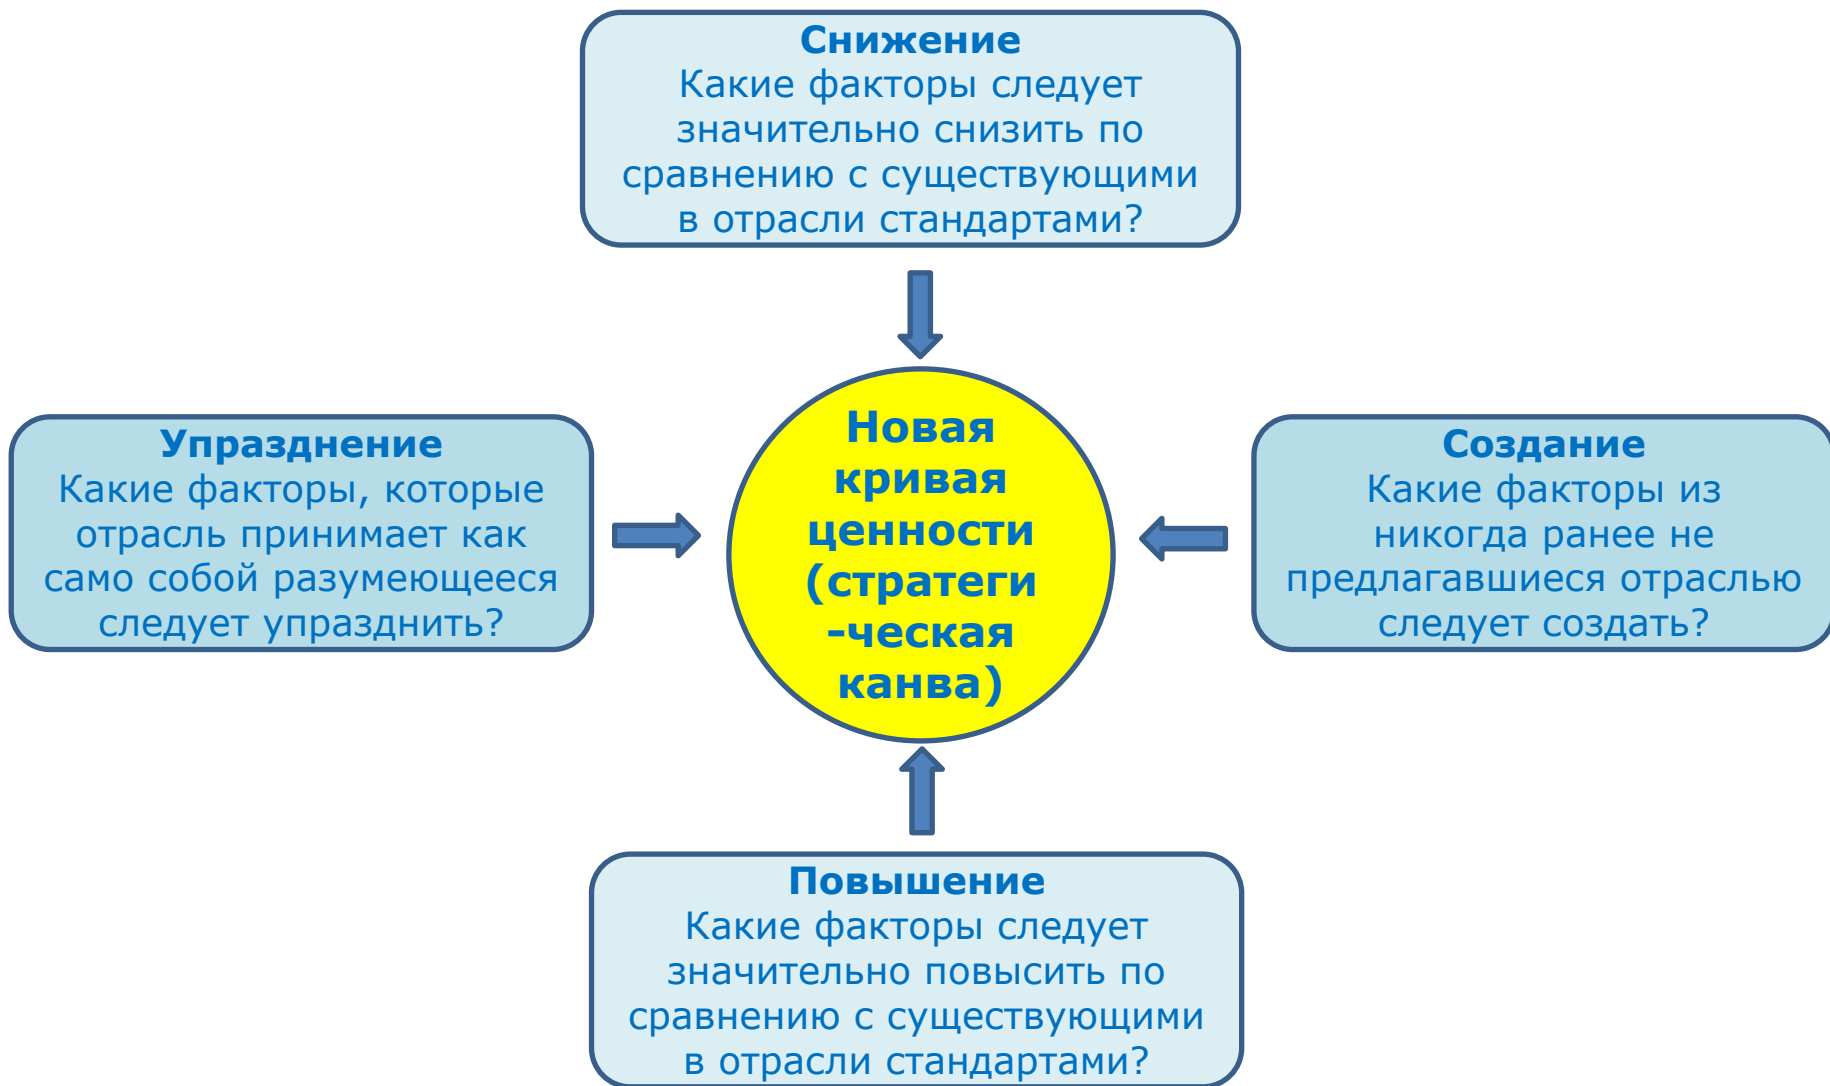 Снижение
Какие факторы следует
значительно снизить по
сравнению с существующими
в отрасли стандартами?
Упразднение
Какие факторы, которые
отрасль принимает как
само собой разумеющееся
следует упразднить?
Новая
кривая
ценности
(стратеги
-ческая
канва)
Создание
Какие факторы из
никогда ранее не
предлагавшиеся отраслью
следует создать?
Повышение
Какие факторы следует
значительно повысить по
сравнению с существующими
в отрасли стандартами?